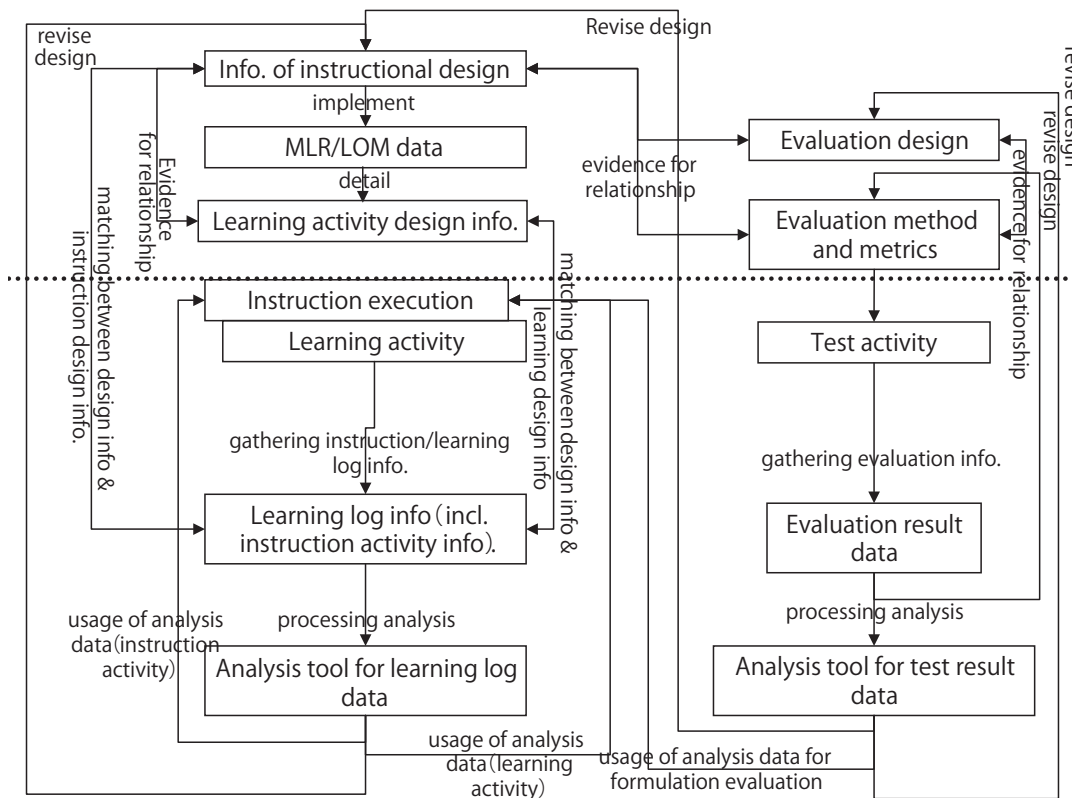 revise
design
Revise design
Info. of instructional design
implement
MLR/LOM data
detail
Learning activity design info.
Evidence
for relationship
evidence for
relationship
Evaluation design
Evaluation method
and metrics
revise design
revise design
evidence for relationship
matching between design info &
instruction design info.
matching between design info &
learning design info
Instruction execution
Learning activity
Test activity
gathering instruction/learning
log info.
gathering evaluation info.
Learning log info (incl.
instruction activity info).
Evaluation result
data
usage of analysis
data(instruction
activity)
processing analysis
processing analysis
Analysis tool for learning log
data
Analysis tool for test result
data
usage of analysis
data(learning
activity)
usage of analysis data for
formulation evaluation